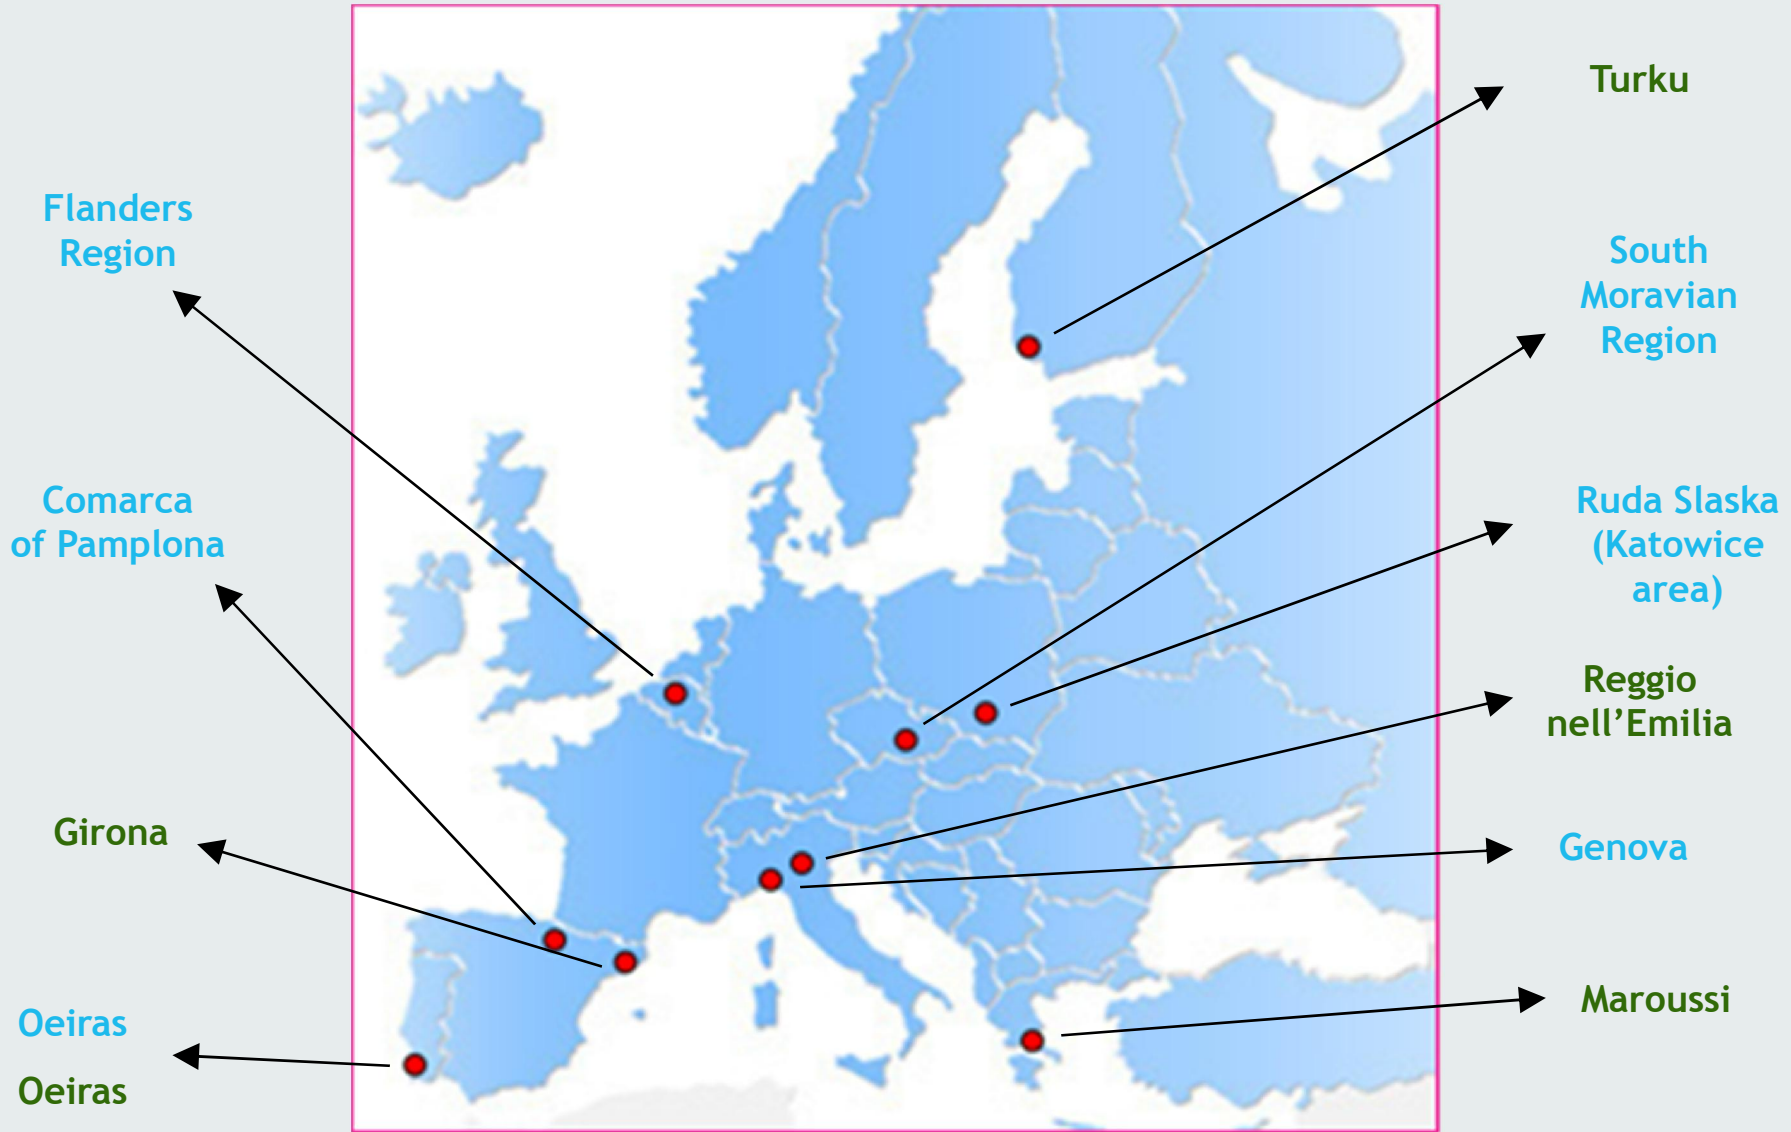 Flanders
Region
Comarca
of Pamplona
Girona
Oeiras
Oeiras
Turku
South
Moravian
Region
Ruda Slaska
(Katowice
area)
Reggio
nell’Emilia
Genova
Maroussi